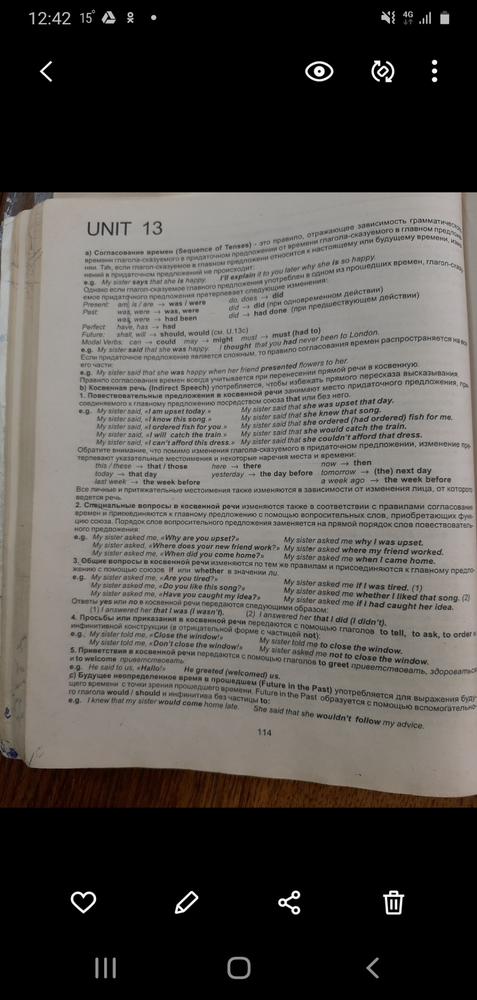 12:42 15° 4G
UNIT 13
a) Согласование времен (Sequence of Tenses) - это правило, отражающее зависимость грамматического
времени глагола-сказуемого в придаточном предложении от времени глагола-сказуемого в главном предложе-
нии. Так, если глагол-сказуемое в главном предложени относится к настоящему или будущему времени, изме-
нений в придаточном предложений не происходит:
e.g. My sister says that she is happy. I'll explain it to you later why she is so happy.
Однако если глагол-сказуемое главного предложения употреблен в одном из прошедших времен, глагол-сказу-
емое придаточного предложения претерпевает следующие изменения:
Present: am, is / are → was / were do, does → did
Past: was, were → was, were did → did (при одновременном действии)
was, were → had been did → had done (при предшествующем действии)
Perfect: have, has → had
Future: shall, will → should, would (см. U.13c)
Modal Verbs: can → could may → might must → must (had to)
e.g. My sister said that she was happy. I thought that you had never been to London.
Если придаточное предложение является сложным, то правило согласования времен распространяется на все
его части:
e.g. My sister said that she was happy when her friend presented flowers to her.
Правило согласования времен всегда учитывается при перенесении прямой речи в косвенную.
b) Косвенная речь (Indirect Speech) употребляется, чтобы избежать прямого пересказа высказывания.
1. Повествовательные предложения в косвенной речи занимают место придаточного предложения, при-
соединяемого к главному предложению посредством союза that или без него.
e.g. My sister said, «I am upset today.» My sister said that she was upset that day.
My sister said, «I know this song.» My sister said that she knew that song.
My sister said, «I ordered fish for you.» My sister said that she ordered (had ordered) fish for me.
My sister said, «I will catch the train.» My sister said that she would catch the train.
My sister said, «I can't afford this dress.» My sister said that she couldn't afford that dress.
Обратите внимание, что помимо изменения глагола-сказуемого в придаточном предложении, изменение пре-
терпевают указательные местоимения и некоторые наречия места и времени:
this / these → that / those here → there now → then
today → that day yesterday → the day before tomorrow → (the) next day
last week → the week before a week ago → the week before
Все личные и притяжательные местоимения также изменяются в зависимости от изменения лица, от которого
ведется речь.
2. Специальные вопросы в косвенной речи изменяются также в соответствии с правилами согласования
времен и присоединяются к главному предложению с помощью вопросительных слов, приобретающих функ-
цию союза. Порядок слов вопросительного предложения заменяется на прямой порядок слов повествователь-
ного предложения:
e.g. My sister asked me, «Why are you upset?» My sister asked me why I was upset.
My sister asked, «Where does your new friend work?» My sister asked where my friend worked.
My sister asked me, «When did you come home?» My sister asked me when I came home.
3. Общие вопросы в косвенной речи изменяются по тем же правилам и присоединяются к главному предло-
жению с помощью союзов if или whether в значении ли.
e.g. My sister asked me, «Are you tired?» My sister asked me if I was tired. (1)
My sister asked me, «Do you like this song?» My sister asked me whether I liked that song. (2)
My sister asked me, «Have you caught my idea?» My sister asked me if I had caught her idea.
Ответы yes или no в косвенной речи передаются следующими образом:
(1) I answered her that I was (I wasn't). (2) I answered her that I did (I didn't).
4. Просьбы или приказания в косвенной речи передаются с помощью глаголов to tell, to ask, to order и
инфинитивной конструкции (в отрицательной форме с частицей not):
e.g. My sister told me, «Close the window!» My sister told me to close the window.
My sister told me, «Don't close the window!» My sister asked me not to close the window.
5. Приветствия в косвенной речи передаются с помощью глаголов to greet приветствовать, здороваться
и to welcome приветствовать:
e.g. He said to us, «Hallo!» He greeted (welcomed) us.
c) Будущее неопределенное время в прошедшем (Future in the Past) употребляется для выражения буду-
щего времени с точки зрения прошедшего времени. Future in the Past образуется с помощью вспомогательно-
го глагола would / should и инфинитива без частицы to:
e.g. I knew that my sister would come home late. She said that she wouldn't follow my advice.
114